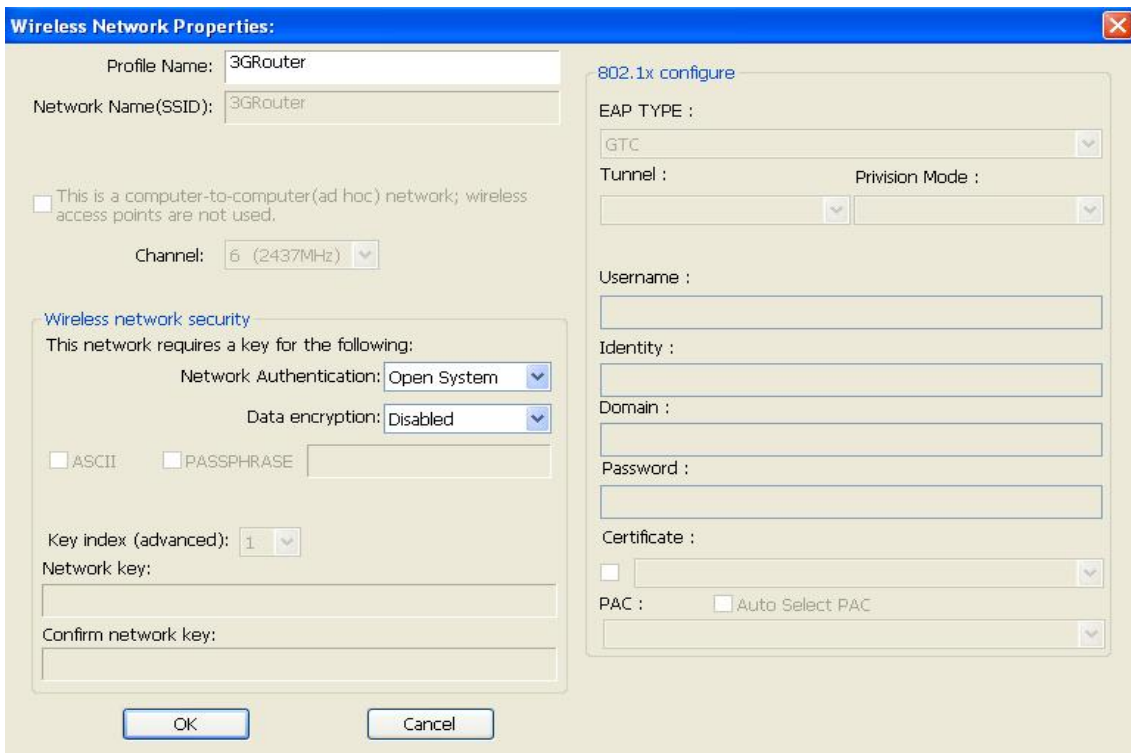 Wireless Network Properties:
Profile Name: 3GRouter
Network Name(SSID): 3GRouter
This is a computer-to-computer(ad hoc) network; wireless
access points are not used.
Channel: 6 (2437MHz)
Wireless network security
This network requires a key for the following:
Network Authentication: Open System
Data encryption: Disabled
ASCII PASSPHRASE
Key index (advanced): 1
Network key:
Confirm network key:
OK Cancel
802.1x configure
EAP TYPE :
GTC
Tunnel : Privision Mode :
Username :
Identity :
Domain :
Password :
Certificate :
PAC : Auto Select PAC